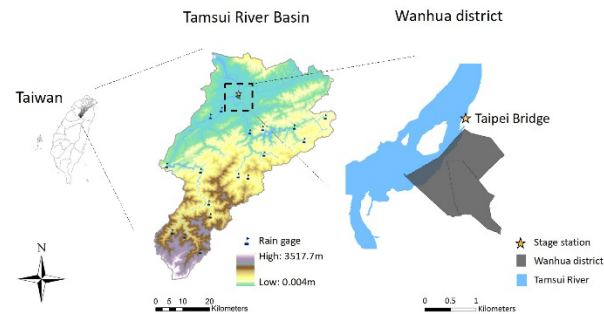 Tamsui River Basin
Wanhua district
Taiwan
Taipei Bridge
N
Rain gage
High: 3517.7m
Low: 0.004m
0 5 10 20
Kilometers
Stage station
Wanhua district
Tamsui River
0 0.5 1
Kilometers